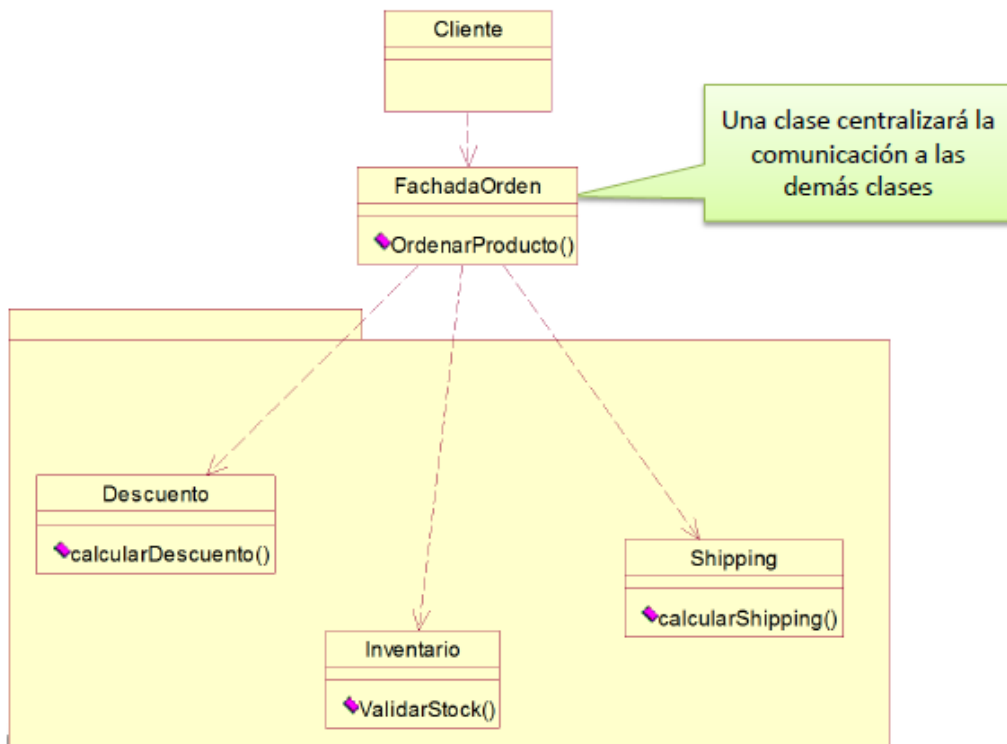 Cliente
Una clase centralizará la
comunicación a las
demás clases
FachadaOrden
OrdenarProducto()
Descuento
calcularDescuento()
Shipping
calcularShipping()
Inventario
ValidarStock()